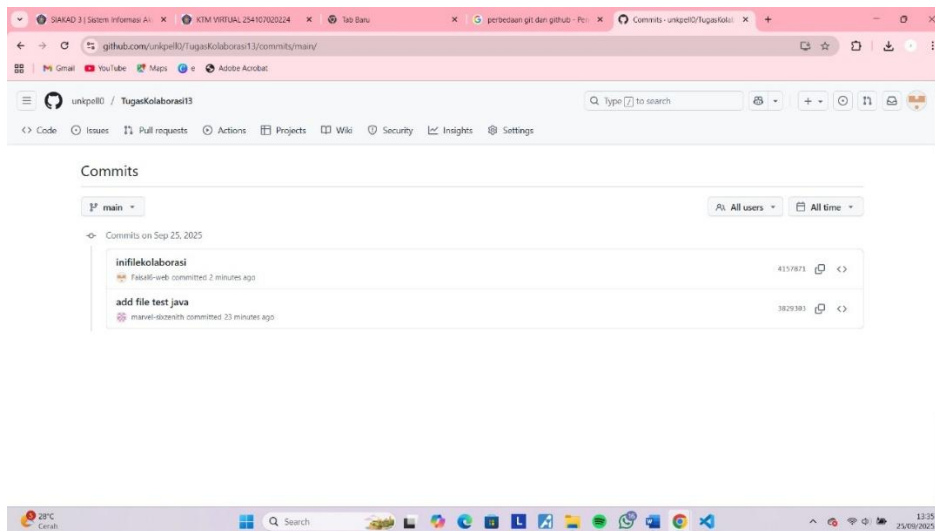 SIAKAD 3 | Sistem Informasi Ak
KTM VIRTUAL 254107020224
Tab Baru
perbedaan git dan github - Pen
Commits · unkpell0/TugasKolab
github.com/unkpell0/TugasKolaborasi13/commits/main/
Gmail
YouTube
Maps
e
Adobe Acrobat
unkpell0 / TugasKolaborasi13
Type / to search
Code
Issues
Pull requests
Actions
Projects
Wiki
Security
Insights
Settings
Commits
main
All users
All time
Commits on Sep 25, 2025
inifilekolaborasi
Faisal6-web committed 2 minutes ago
4157871
add file test java
marvel-sixzenith committed 23 minutes ago
3829303
28°C
Cerah
Search
13:35
25/09/2025